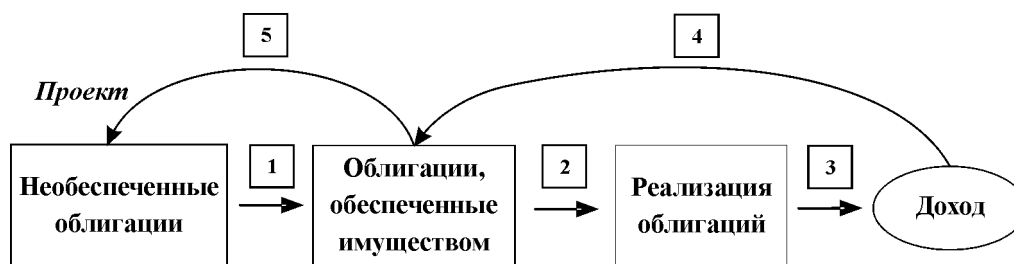 5
4
Проект
1
2
3
Необеспеченные
облигации
Облигации,
обеспеченные
имуществом
Реализация
облигаций
Доход